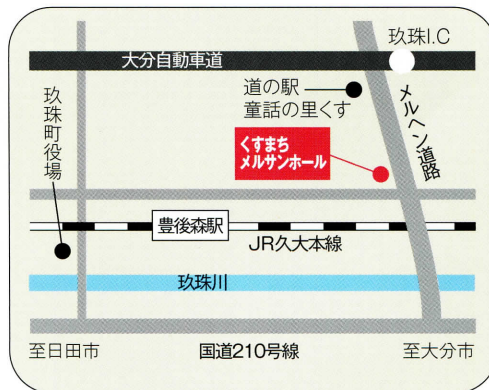 玖珠I.C
大分自動車道
道の駅
童話の里くす
メルヘン道路
玖珠町役場
くすまち
メルサンホール
豊後森駅
JR久大本線
玖珠川
至日田市
国道210号線
至大分市